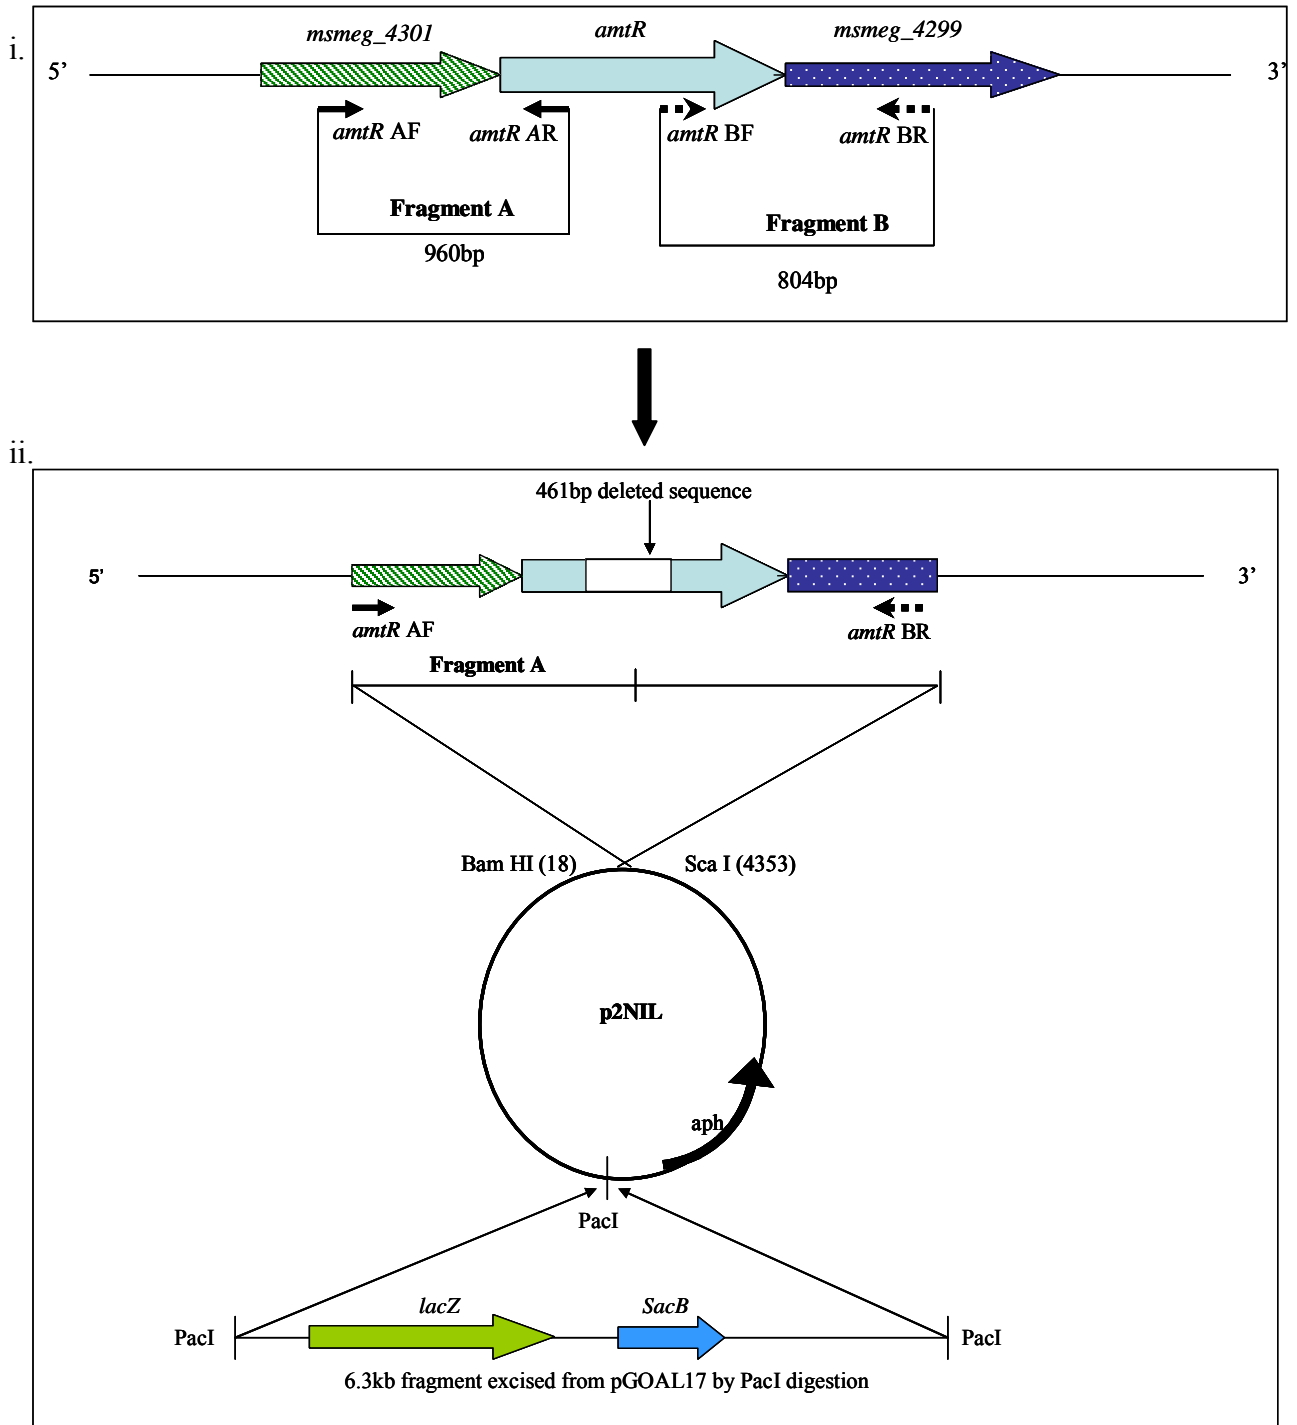 i.
msmeg_4301
amtR
msmeg_4299
5’
3’
amtR AF
amtR AR
amtR BF
amtR BR
Fragment A
Fragment B
960bp
804bp
ii.
461bp deleted sequence
5’
3’
amtR AF
amtR BR
Fragment A
Bam HI (18)
Sca I (4353)
p2NIL
aph
PacI
lacZ
SacB
PacI
PacI
6.3kb fragment excised from pGOAL17 by PacI digestion